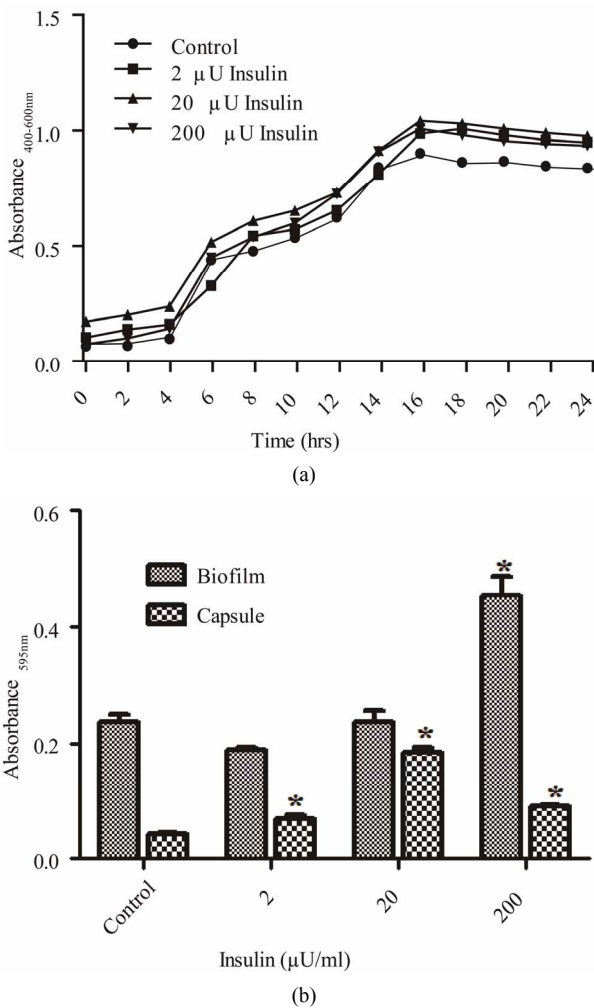 1.5
1.0
0.5
0.0
Absorbance 400-600nm
Control
2 µU Insulin
20 µU Insulin
200 µU Insulin
0 2 4 6 8 10 12 14 16 18 20 22 24
Time (hrs)
(a)
0.6
0.4
0.2
0.0
Absorbance 595nm
Biofilm
Capsule
* * * *
Control 2 20 200
Insulin (µU/ml)
(b)